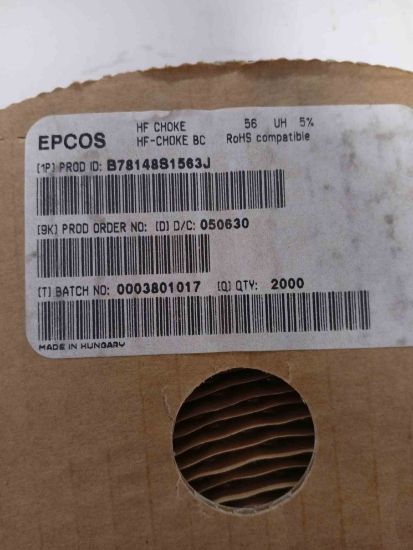 HF CHOKE 56 UH 5%
EPCOS HF-CHOKE BC RoHS compatible
[1P] PROD ID: B78148S1563J
[9K] PROD ORDER NO: [D] D/C: 050630
[T] BATCH NO: 0003801017 [Q] QTY: 2000
MADE IN HUNGARY